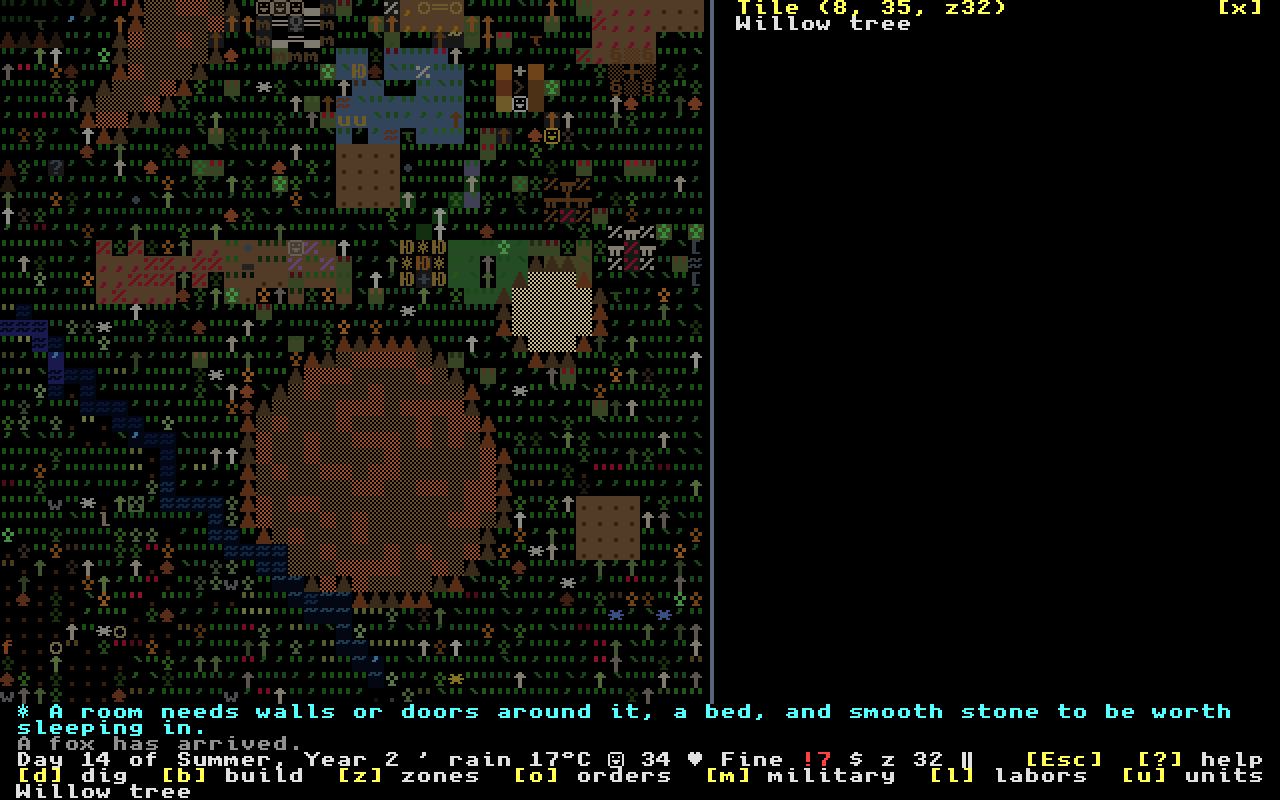 Tile (8, 35, z32) [x]
Willow tree
* A room needs walls or doors around it, a bed, and smooth stone to be worth
sleeping in.
A fox has arrived.
Day 14 of Summer, Year 2 ' rain 17°C ☺ 34 ♥ Fine !7 $ z 32 ‖ [Esc] [?] help
[d] dig [b] build [z] zones [o] orders [m] military [l] labors [u] units
Willow tree